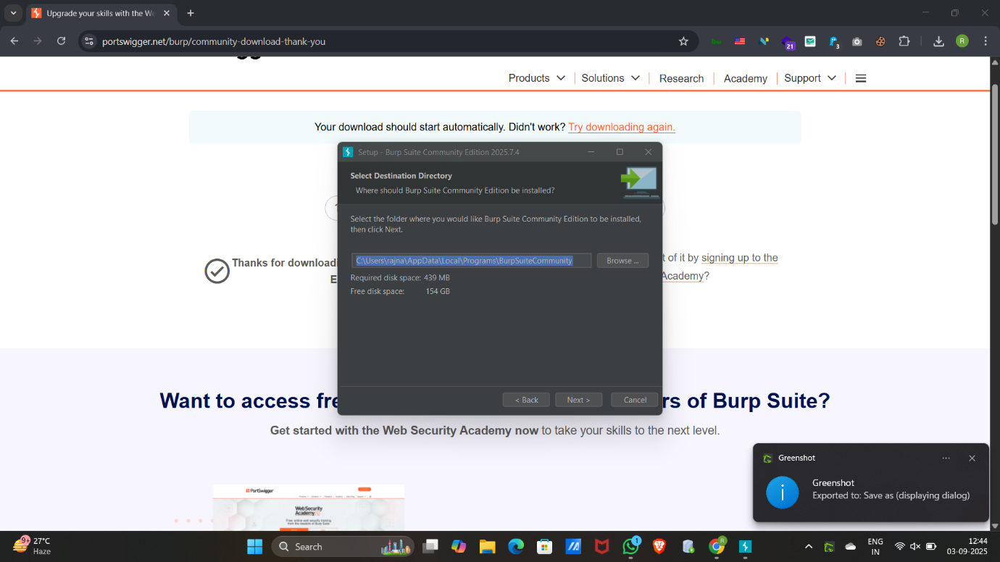 Upgrade your skills with the We
portswigger.net/burp/community-download-thank-you
21
3
R
Products
Solutions
Research
Academy
Support
Your download should start automatically. Didn't work? Try downloading again.
Setup - Burp Suite Community Edition 2025.7.4
Select Destination Directory
Where should Burp Suite Community Edition be installed?
Select the folder where you would like Burp Suite Community Edition to be installed,
then click Next.
C:\Users\rajna\AppData\Local\Programs\BurpSuiteCommunity
Browse ...
Required disk space: 439 MB
Free disk space: 154 GB
< Back
Next >
Cancel
Thanks for downloadi
E
t of it by signing up to the
Academy?
Want to access fre
rs of Burp Suite?
Get started with the Web Security Academy now to take your skills to the next level.
PortSwigger
WebSecurity
Academy
Greenshot
Greenshot
Exported to: Save as (displaying dialog)
9+
27°C
Haze
Search
1
R
ENG
IN
12:44
03-09-2025